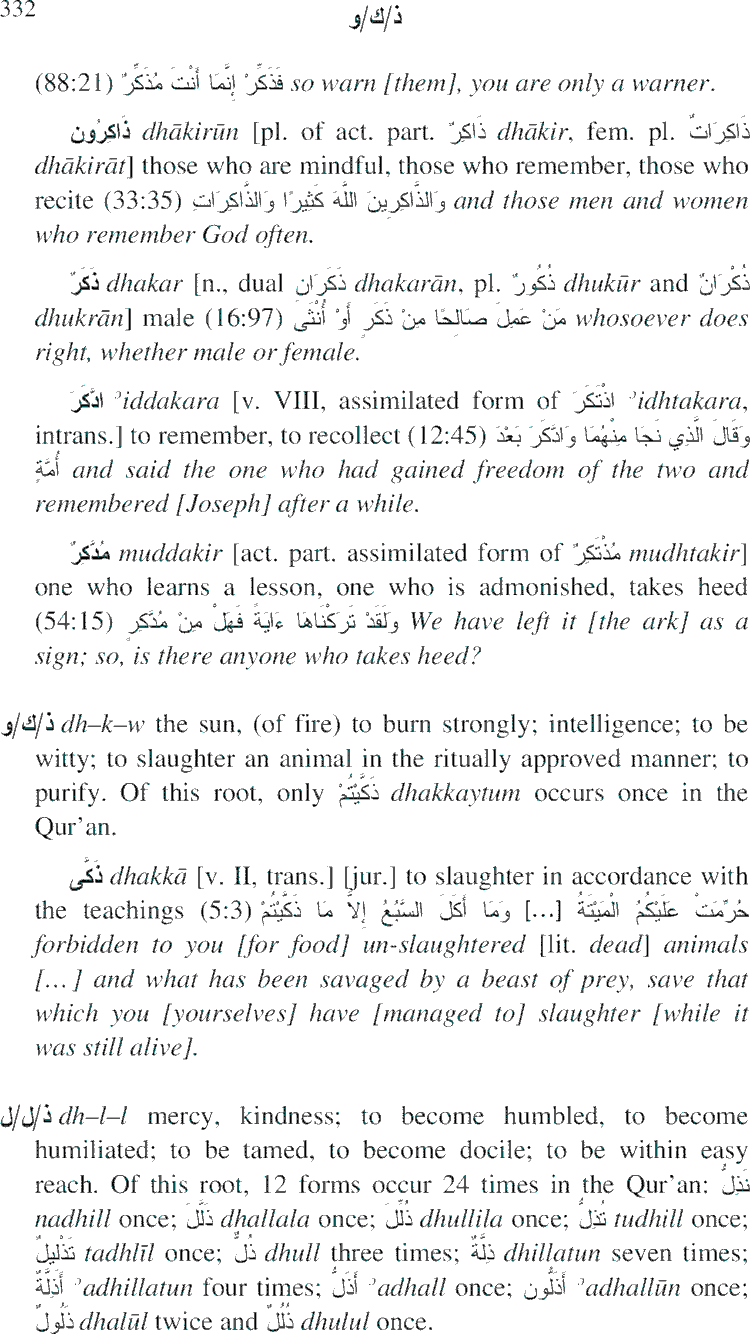 332
ذ/ك/و
(88:21) فَذَكِّرْ إِنَّمَا أَنْتَ مُذَكِّرٌ so warn [them], you are only a warner.
ذَاكِرُون dhākirūn [pl. of act. part. ذَاكِرٌ dhākir, fem. pl. ذَاكِرَاتٌ
dhākirāt] those who are mindful, those who remember, those who
recite (33:35) وَالذَّاكِرِينَ اللَّهَ كَثِيرًا وَالذَّاكِرَاتِ and those men and women
who remember God often.
ذَكَرٌ dhakar [n., dual ذَكَرَانِ dhakarān, pl. ذُكُورٌ dhukūr and ذُكْرَانٌ
dhukrān] male (16:97) مَنْ عَمِلَ صَالِحًا مِنْ ذَكَرٍ أَوْ أُنْثَى whosoever does
right, whether male or female.
ادَّكَرَ ʾiddakara [v. VIII, assimilated form of اذْتَكَرَ ʾidhtakara,
intrans.] to remember, to recollect (12:45) وَقَالَ الَّذِي نَجَا مِنْهُمَا وَادَّكَرَ بَعْدَ
أُمَّةٍ and said the one who had gained freedom of the two and
remembered [Joseph] after a while.
مُدَّكِرٌ muddakir [act. part. assimilated form of مُذْتَكِرٌ mudhtakir]
one who learns a lesson, one who is admonished, takes heed
(54:15) وَلَقَدْ تَرَكْنَاهَا ءَايَةً فَهَلْ مِنْ مُدَّكِرٍ We have left it [the ark] as a
sign; so, is there anyone who takes heed?
ذ/ك/و dh–k–w the sun, (of fire) to burn strongly; intelligence; to be
witty; to slaughter an animal in the ritually approved manner; to
purify. Of this root, only ذَكَّيْتُمْ dhakkaytum occurs once in the
Qur’an.
ذَكَّى dhakkā [v. II, trans.] [jur.] to slaughter in accordance with
the teachings (5:3) حُرِّمَتْ عَلَيْكُمُ الْمَيْتَةُ [...] وَمَا أَكَلَ السَّبُعُ إِلاَّ مَا ذَكَّيْتُمْ
forbidden to you [for food] un-slaughtered [lit. dead] animals
[... ] and what has been savaged by a beast of prey, save that
which you [yourselves] have [managed to] slaughter [while it
was still alive].
ذ/ل/ل dh–l–l mercy, kindness; to become humbled, to become
humiliated; to be tamed, to become docile; to be within easy
reach. Of this root, 12 forms occur 24 times in the Qur’an: نَذِلُّ
nadhill once; ذَلَّلَ dhallala once; ذُلِّلَ dhullila once; تُذِلُّ tudhill once;
تَذْلِيلٌ tadhlīl once; ذُلٌّ dhull three times; ذِلَّةٌ dhillatun seven times;
أَذِلَّةٌ ʾadhillatun four times; أَذَلُّ ʾadhall once; أَذَلُّون ʾadhallūn once;
ذَلُولٌ dhalūl twice and ذُلُلٌ dhulul once.